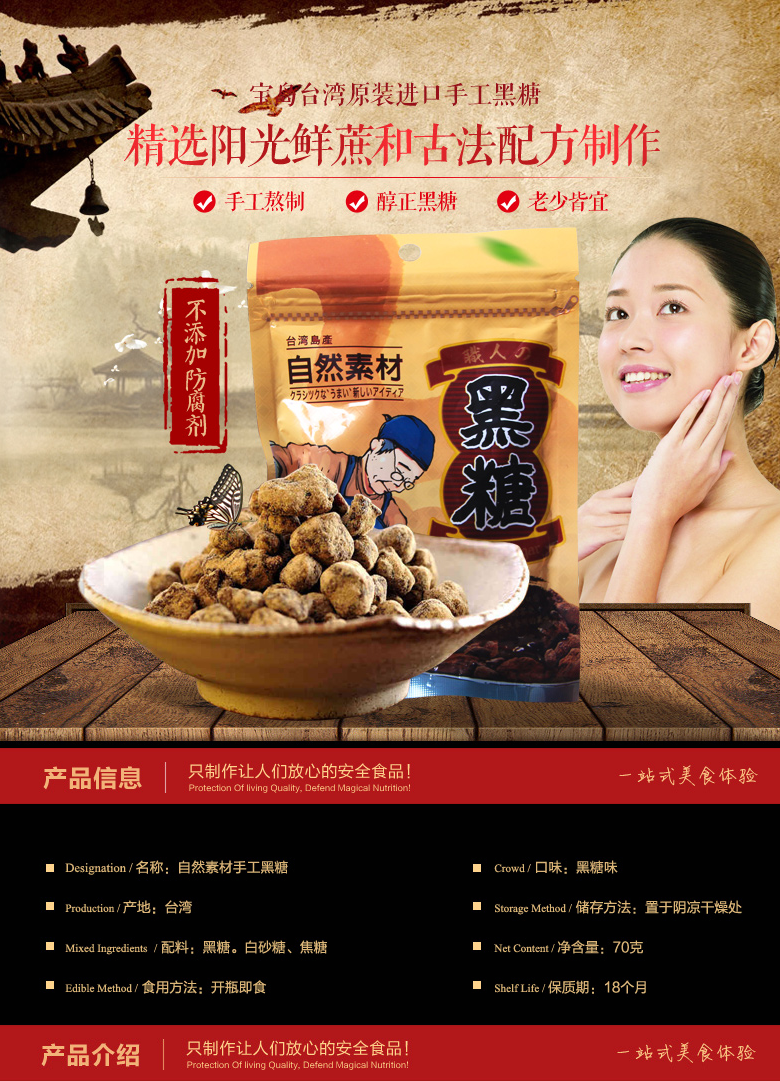 宝岛台湾原装进口手工黑糖
精选阳光鲜蔗和古法配方制作
手工熬制 醇正黑糖 老少皆宜
不添加防腐剂
台湾島產
自然素材
クラシックな"うまい"新しいアイディア
職人の
黑糖
产品信息
只制作让人们放心的安全食品！
Protection Of living Quality, Defend Magical Nutrition!
一站式美食体验
Designation / 名称：自然素材手工黑糖
Crowd / 口味：黑糖味
Production / 产地：台湾
Storage Method / 储存方法：置于阴凉干燥处
Mixed Ingredients / 配料：黑糖。白砂糖、焦糖
Net Content / 净含量：70克
Edible Method / 食用方法：开瓶即食
Shelf Life / 保质期：18个月
产品介绍
只制作让人们放心的安全食品！
Protection Of living Quality, Defend Magical Nutrition!
一站式美食体验